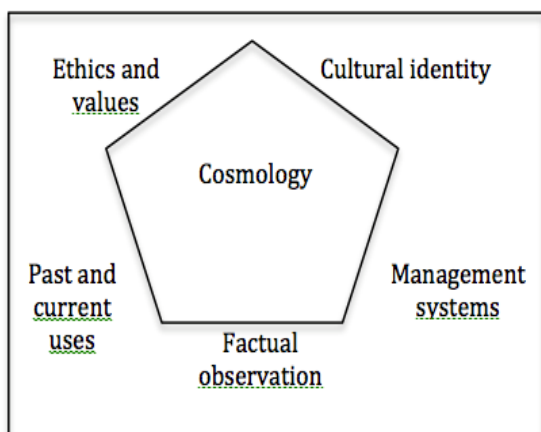 Ethics and
values
Cultural identity
Cosmology
Past and
current
uses
Management
systems
Factual
observation